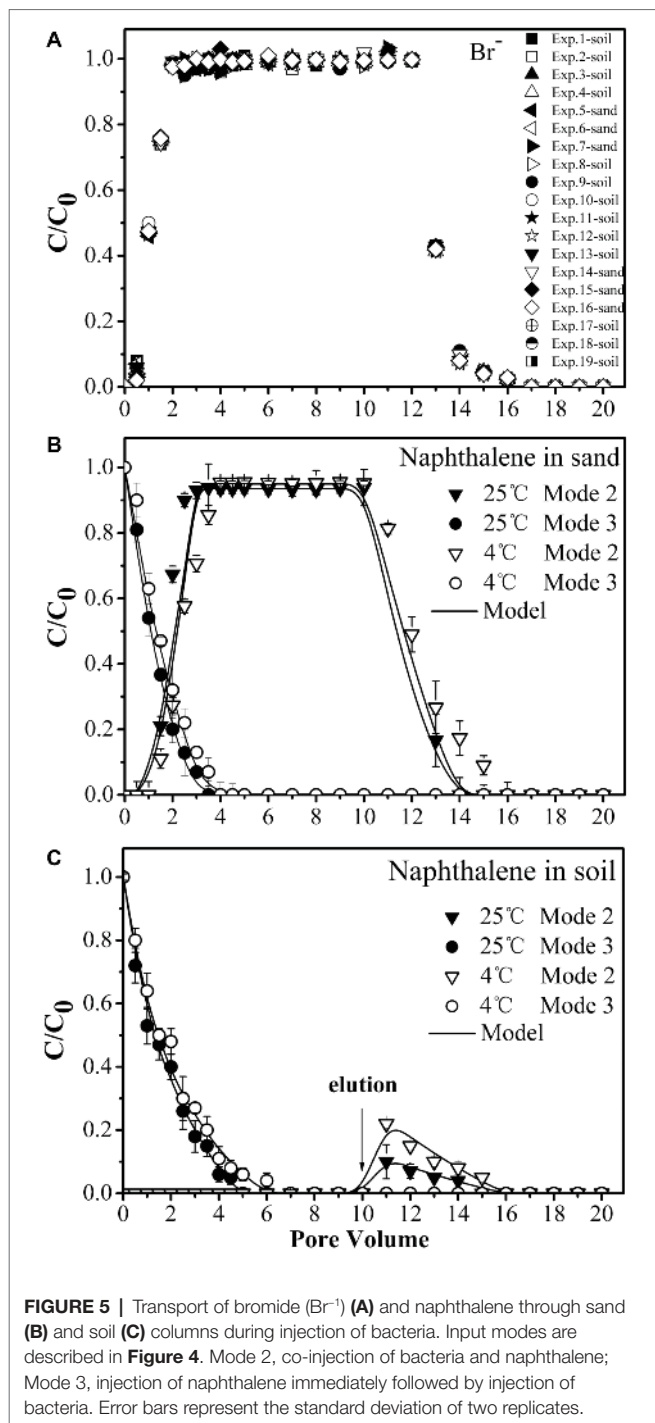 A
Br⁻
Exp.1-soil
Exp.2-soil
Exp.3-soil
Exp.4-soil
Exp.5-sand
Exp.6-sand
Exp.7-sand
Exp.8-soil
Exp.9-soil
Exp.10-soil
Exp.11-soil
Exp.12-soil
Exp.13-soil
Exp.14-sand
Exp.15-sand
Exp.16-sand
Exp.17-soil
Exp.18-soil
Exp.19-soil
C/C₀
1.0
0.8
0.6
0.4
0.2
0.0
0 2 4 6 8 10 12 14 16 18 20
B
Naphthalene in sand
25℃ Mode 2
25℃ Mode 3
4℃ Mode 2
4℃ Mode 3
Model
C/C₀
1.0
0.8
0.6
0.4
0.2
0.0
0 2 4 6 8 10 12 14 16 18 20
C
Naphthalene in soil
25℃ Mode 2
25℃ Mode 3
4℃ Mode 2
4℃ Mode 3
Model
elution
C/C₀
1.0
0.8
0.6
0.4
0.2
0.0
0 2 4 6 8 10 12 14 16 18 20
Pore Volume
FIGURE 5 | Transport of bromide (Br⁻¹) (A) and naphthalene through sand
(B) and soil (C) columns during injection of bacteria. Input modes are
described in Figure 4. Mode 2, co-injection of bacteria and naphthalene;
Mode 3, injection of naphthalene immediately followed by injection of
bacteria. Error bars represent the standard deviation of two replicates.